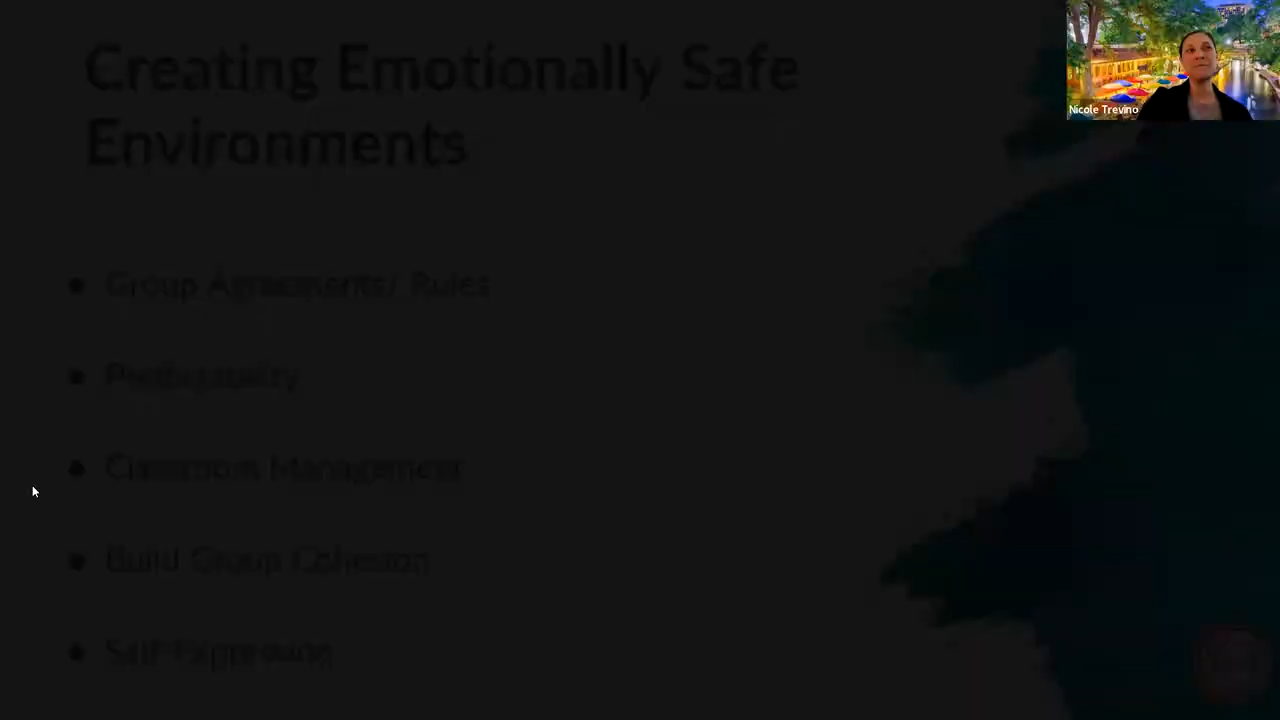 Creating Emotionally Safe
Environments
Group Agreements/ Rules
Predictability
Classroom Management
Build Group Cohesion
Self-Expression
Nicole Trevino